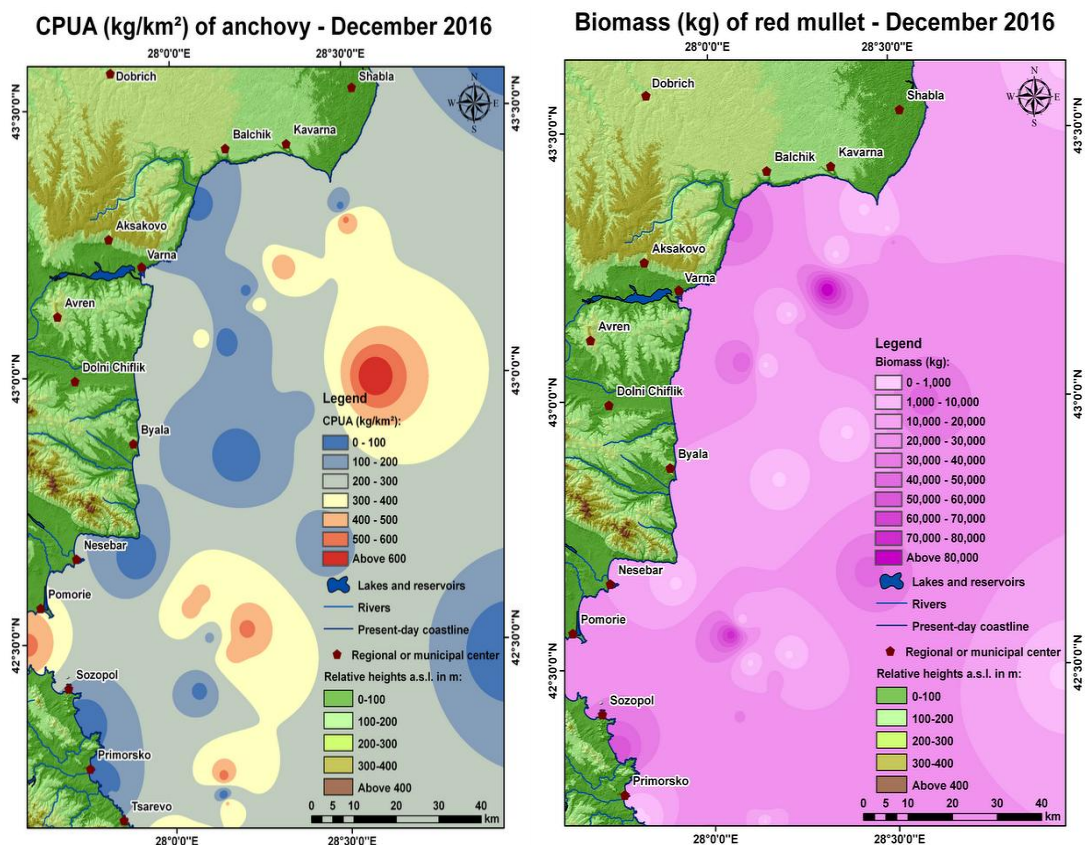 CPUA (kg/km²) of anchovy - December 2016
28°0'0"E
28°30'0"E
43°30'0"N
43°0'0"N
42°30'0"N
43°30'0"N
43°0'0"N
42°30'0"N
N
W E
S
Dobrich
Shabla
Balchik
Kavarna
Aksakovo
Varna
Avren
Dolni Chiflik
Byala
Nesebar
Pomorie
Sozopol
Primorsko
Tsarevo
Legend
CPUA (kg/km²):
0 - 100
100 - 200
200 - 300
300 - 400
400 - 500
500 - 600
Above 600
Lakes and reservoirs
Rivers
Present-day coastline
Regional or municipal center
Relative heights a.s.l. in m:
0-100
100-200
200-300
300-400
Above 400
0 5 10 20 30 40
km
28°0'0"E
28°30'0"E
Biomass (kg) of red mullet - December 2016
28°0'0"E
28°30'0"E
43°30'0"N
43°0'0"N
42°30'0"N
43°30'0"N
43°0'0"N
42°30'0"N
N
W E
S
Dobrich
Shabla
Balchik
Kavarna
Aksakovo
Varna
Avren
Dolni Chiflik
Byala
Nesebar
Pomorie
Sozopol
Primorsko
Legend
Biomass (kg):
0 - 1,000
1,000 - 10,000
10,000 - 20,000
20,000 - 30,000
30,000 - 40,000
40,000 - 50,000
50,000 - 60,000
60,000 - 70,000
70,000 - 80,000
Above 80,000
Lakes and reservoirs
Rivers
Present-day coastline
Regional or municipal center
Relative heights a.s.l. in m:
0-100
100-200
200-300
300-400
Above 400
0 5 10 20 30 40
km
28°0'0"E
28°30'0"E